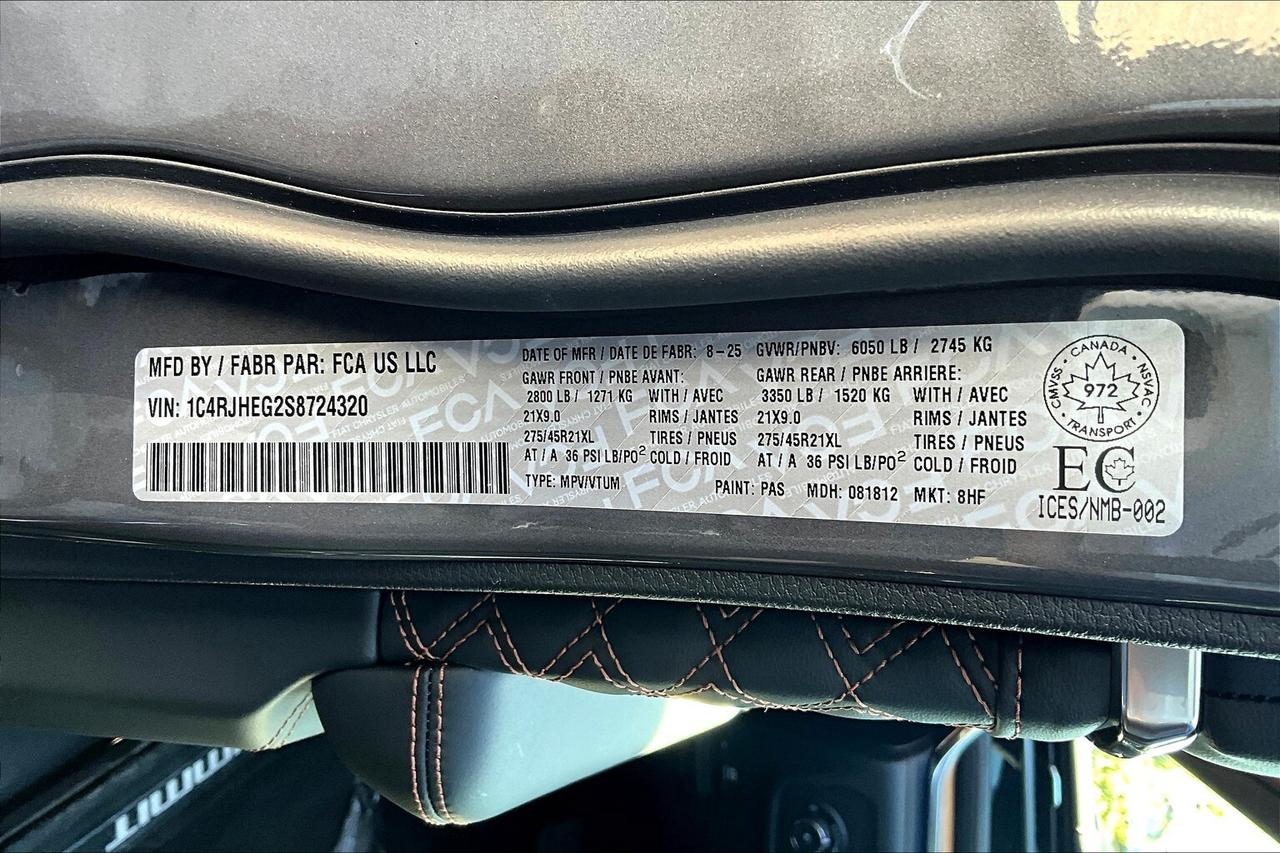 MFD BY / FABR PAR: FCA US LLC
VIN: 1C4RJHEG2S8724320
DATE OF MFR / DATE DE FABR: 8-25 GVWR/PNBV: 6050 LB / 2745 KG
GAWR FRONT / PNBE AVANT: GAWR REAR / PNBE ARRIERE:
2800 LB / 1271 KG WITH / AVEC 3350 LB / 1520 KG WITH / AVEC
21X9.0 RIMS / JANTES 21X9.0 RIMS / JANTES
275/45R21XL TIRES / PNEUS 275/45R21XL TIRES / PNEUS
AT / A 36 PSI LB/PO² COLD / FROID AT / A 36 PSI LB/PO² COLD / FROID
TYPE: MPV/VTUM PAINT: PAS MDH: 081812 MKT: 8HF
CANADA
CMVSS 972 NSVAC
TRANSPORT
EC
ICES/NMB-002